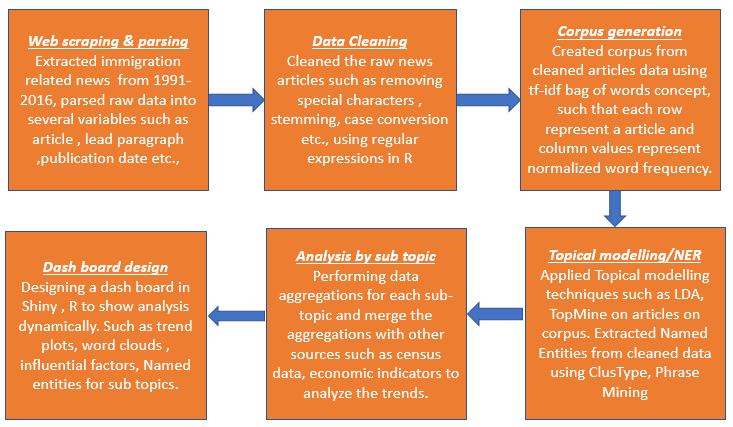 Web scraping & parsing
Extracted immigration
related news from 1991-
2016, parsed raw data into
several variables such as
article , lead paragraph
,publication date etc.,
Data Cleaning
Cleaned the raw news
articles such as removing
special characters ,
stemming, case conversion
etc., using regular
expressions in R
Corpus generation
Created corpus from
cleaned articles data using
tf-idf bag of words concept,
such that each row
represent a article and
column values represent
normalized word frequency.
Topical modelling/NER
Applied Topical modelling
techniques such as LDA,
TopMine on articles on
corpus. Extracted Named
Entities from cleaned data
using ClusType, Phrase
Mining
Analysis by sub topic
Performing data
aggregations for each sub-
topic and merge the
aggregations with other
sources such as census
data, economic indicators to
analyze the trends.
Dash board design
Designing a dash board in
Shiny , R to show analysis
dynamically. Such as trend
plots, word clouds ,
influential factors, Named
entities for sub topics.